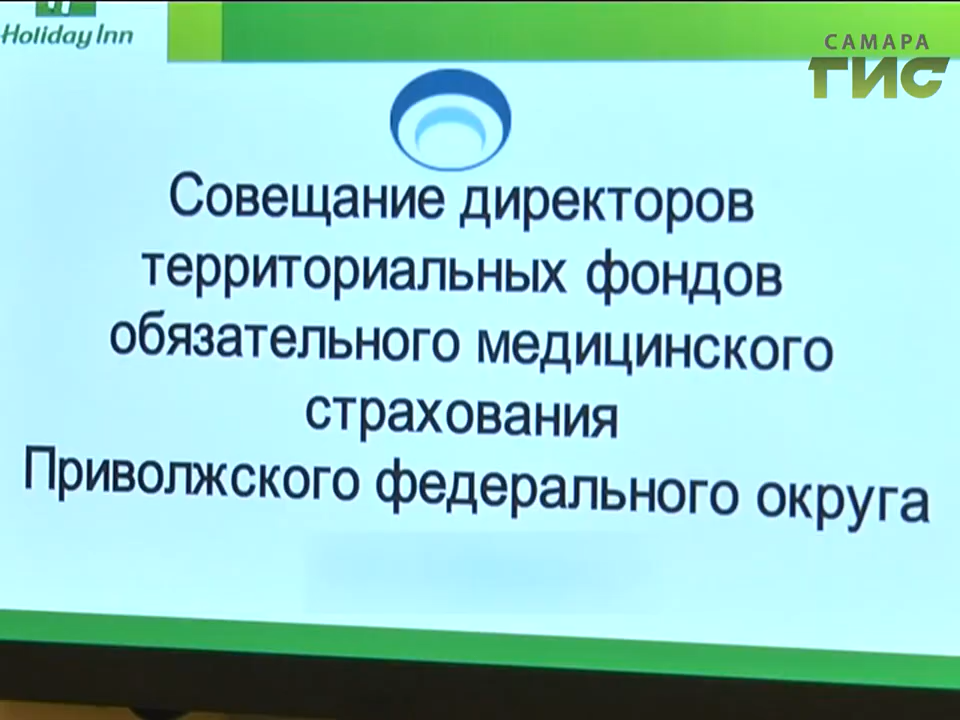 Holiday Inn
САМАРА
ГИС
Совещание директоров
территориальных фондов
обязательного медицинского
страхования
Приволжского федерального округа